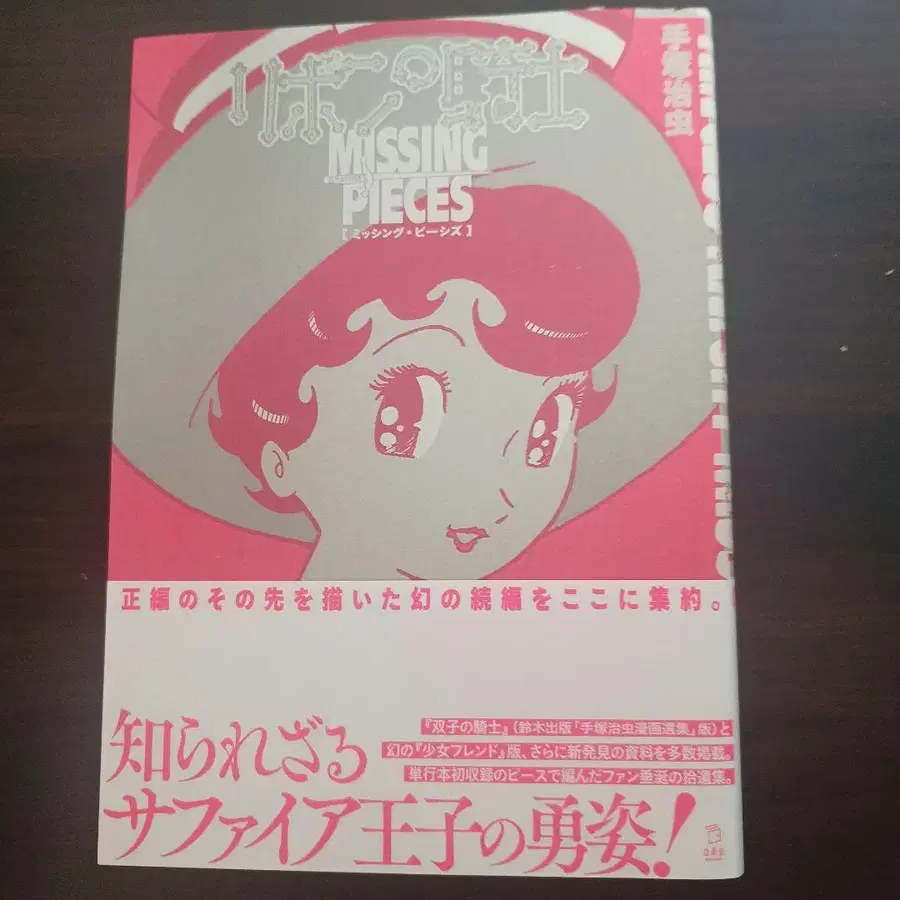 リボンの騎士
MISSING
PIECES
[ミッシング・ピーシズ]
手塚治虫
正編のその先を描いた幻の続編をここに集約。
『双子の騎士』(鈴木出版「手塚治虫漫画選集」版)と
幻の『少女フレンド』版、さらに新発見の資料を多数掲載。
単行本初収録のピースで編んだファン垂涎の拾遺集。
知られざる
サファイア王子の勇姿!